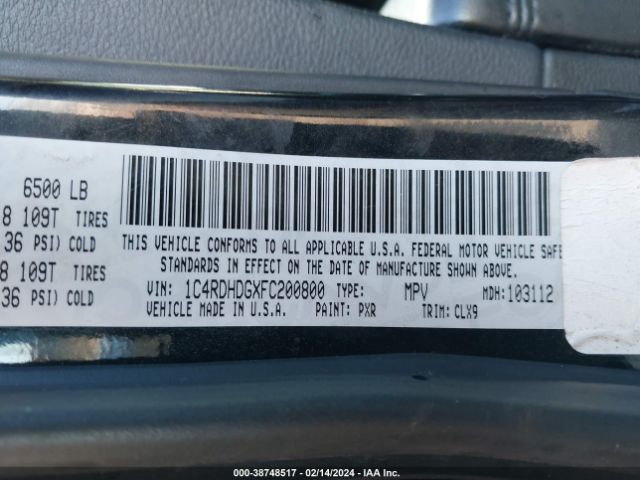 6500 LB
8 109T TIRES
36 PSI) COLD
8 109T TIRES
36 PSI) COLD
THIS VEHICLE CONFORMS TO ALL APPLICABLE U.S.A. FEDERAL MOTOR VEHICLE SAFE
STANDARDS IN EFFECT ON THE DATE OF MANUFACTURE SHOWN ABOVE.
VIN: 1C4RDHDGXFC200800 TYPE: MPV MDH:103112
VEHICLE MADE IN U.S.A. PAINT: PXR TRIM: CLX9
000-38748517 - 02/14/2024 - IAA Inc.